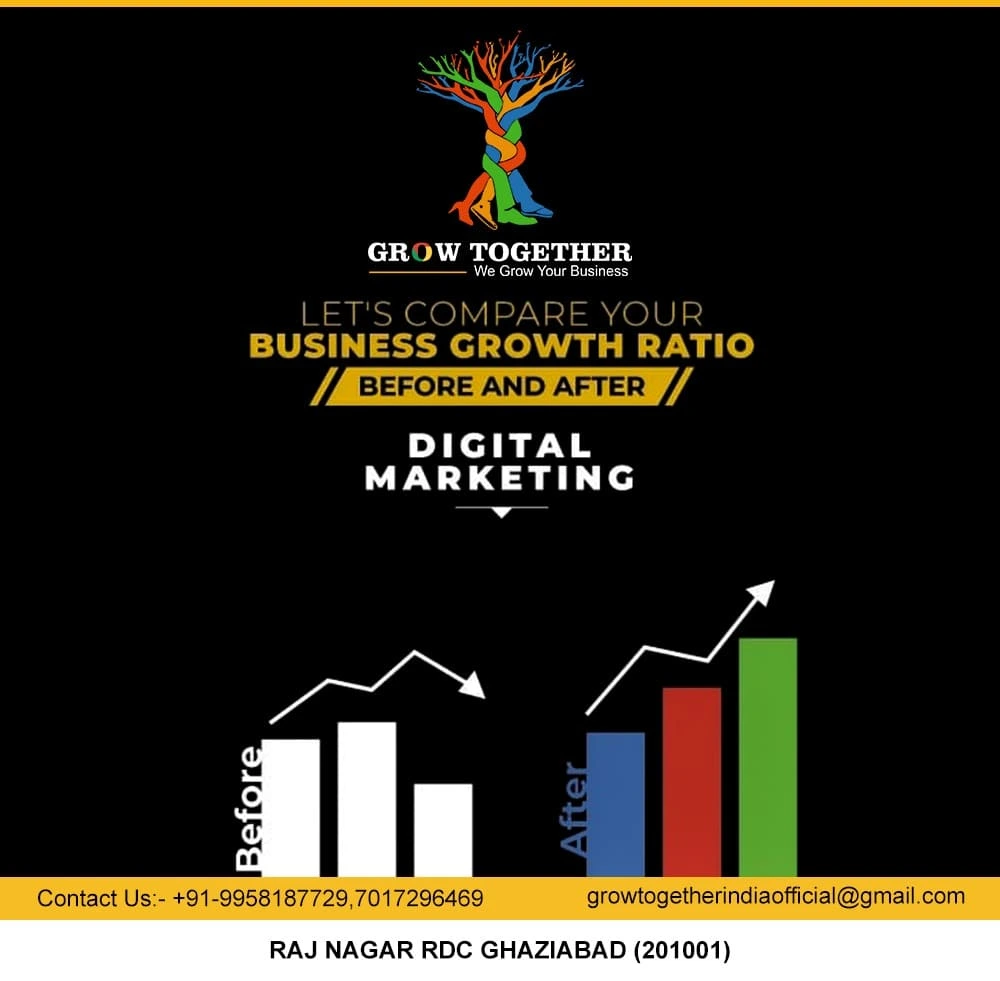 GROW TOGETHER
We Grow Your Business
LET'S COMPARE YOUR
BUSINESS GROWTH RATIO
BEFORE AND AFTER
DIGITAL
MARKETING
Before
After
Contact Us:- +91-9958187729,7017296469
growtogetherindiaofficial@gmail.com
RAJ NAGAR RDC GHAZIABAD (201001)